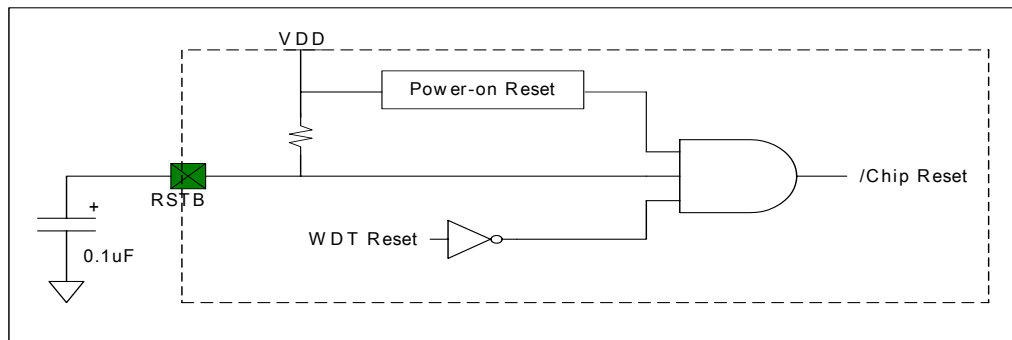 VDD
Power-on Reset
RSTB
/Chip Reset
+
0.1uF
WDT Reset